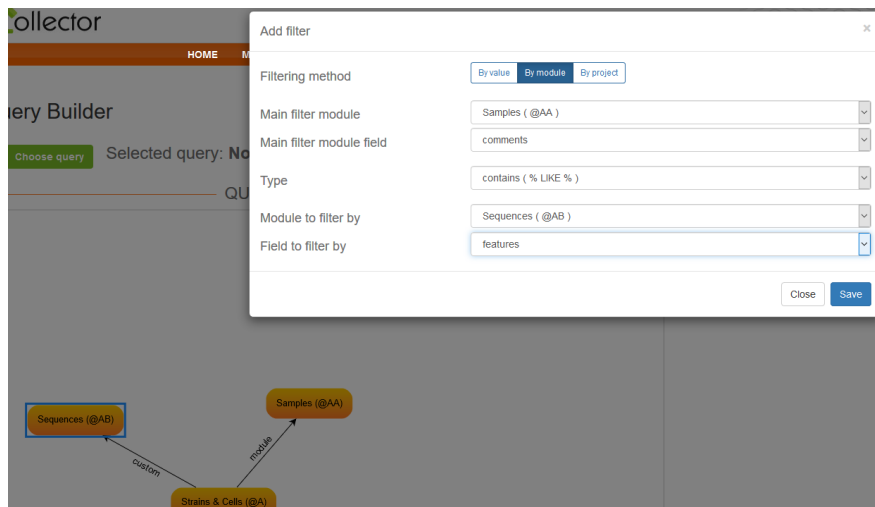 ollector
Add filter
×
HOME
M
Filtering method
By value By module By project
uery Builder
Main filter module
Samples ( @AA )
Main filter module field
comments
Choose query
Selected query: No
Type
contains ( % LIKE % )
QU
Module to filter by
Sequences ( @AB )
Field to filter by
features
Close
Save
Samples (@AA)
Sequences (@AB)
custom
module
Strains & Cells (@A)